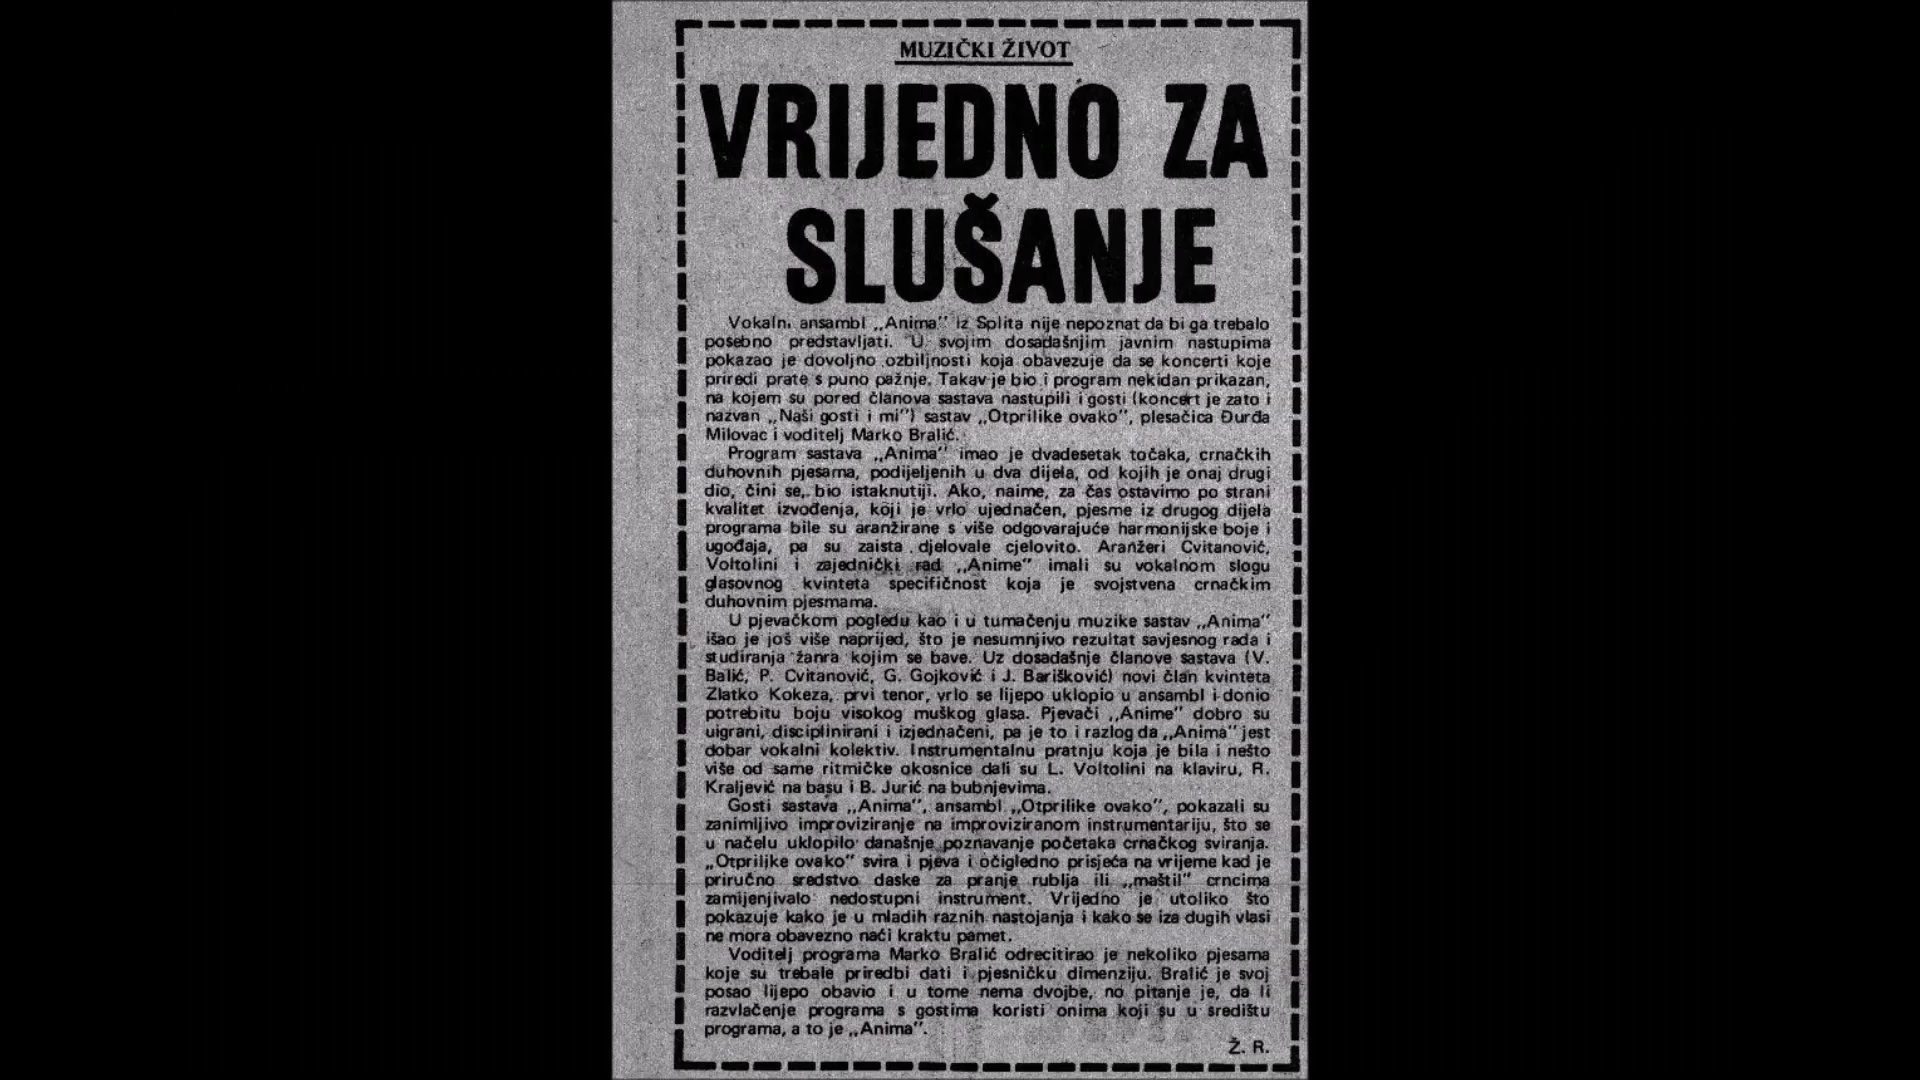 MUZIČKI ŽIVOT
VRIJEDNO ZA
SLUŠANJE
Vokalni ansambl „Anima" iz Splita nije nepoznat da bi ga trebalo
posebno predstavljati. U svojim dosadašnjim javnim nastupima
pokazao je dovoljno ozbiljnosti koja obavezuje da se koncerti koje
priredi prate s puno pažnje. Takav je bio i program nekidan prikazan,
na kojem su pored članova sastava nastupili i gosti (koncert je zato i
nazvan „Naši gosti i mi") sastav „Otprilike ovako", plesačica Đurđa
Milovac i voditelj Marko Bralić.
Program sastava „Anima" imao je dvadesetak točaka, crnačkih
duhovnih pjesama, podijeljenih u dva dijela, od kojih je onaj drugi
dio, čini se, bio istaknutiji. Ako, naime, za čas ostavimo po strani
kvalitet izvođenja, koji je vrlo ujednačen, pjesme iz drugog dijela
programa bile su aranžirane s više odgovarajuće harmonijske boje i
ugođaja, pa su zaista djelovale cjelovito. Aranžeri Cvitanović,
Voltolini i zajednički rad „Anime" imali su vokalnom slogu
glasovnog kvinteta specifičnost koja je svojstvena crnačkim
duhovnim pjesmama.
U pjevačkom pogledu kao i u tumačenju muzike sastav „Anima"
išao je još više naprijed, što je nesumnjivo rezultat savjesnog rada i
studiranja žanra kojim se bave. Uz dosadašnje članove sastava (V.
Balić, P. Cvitanović, G. Gojković i J. Barišković) novi član kvinteta
Zlatko Kokeza, prvi tenor, vrlo se lijepo uklopio u ansambl i donio
potrebitu boju visokog muškog glasa. Pjevači „Anime" dobro su
uigrani, disciplinirani i izjednačeni, pa je to i razlog da „Anima" jest
dobar vokalni kolektiv. Instrumentalnu pratnju koja je bila i nešto
više od same ritmičke okosnice dali su L. Voltolini na klaviru, R.
Kraljević na basu i B. Jurić na bubnjevima.
Gosti sastava „Anima", ansambl „Otprilike ovako", pokazali su
zanimljivo improviziranje na improviziranom instrumentariju, što se
u načelu uklopilo današnje poznavanje početaka crnačkog sviranja.
„Otprilike ovako" svira i pjeva i očigledno prisjeća na vrijeme kad je
priručno sredstvo daske za pranje rublja ili „maštil" crncima
zamijenjivalo nedostupni instrument. Vrijedno je utoliko što
pokazuje kako je u mladih raznih nastojanja i kako se iza dugih vlasi
ne mora obavezno naći kraktu pamet.
Voditelj programa Marko Bralić odrecitirao je nekoliko pjesama
koje su trebale priredbi dati i pjesničku dimenziju. Bralić je svoj
posao lijepo obavio i u tome nema dvojbe, no pitanje je, da li
razvlačenje programa s gostima koristi onima koji su u središtu
programa, a to je „Anima".
Ž. R.